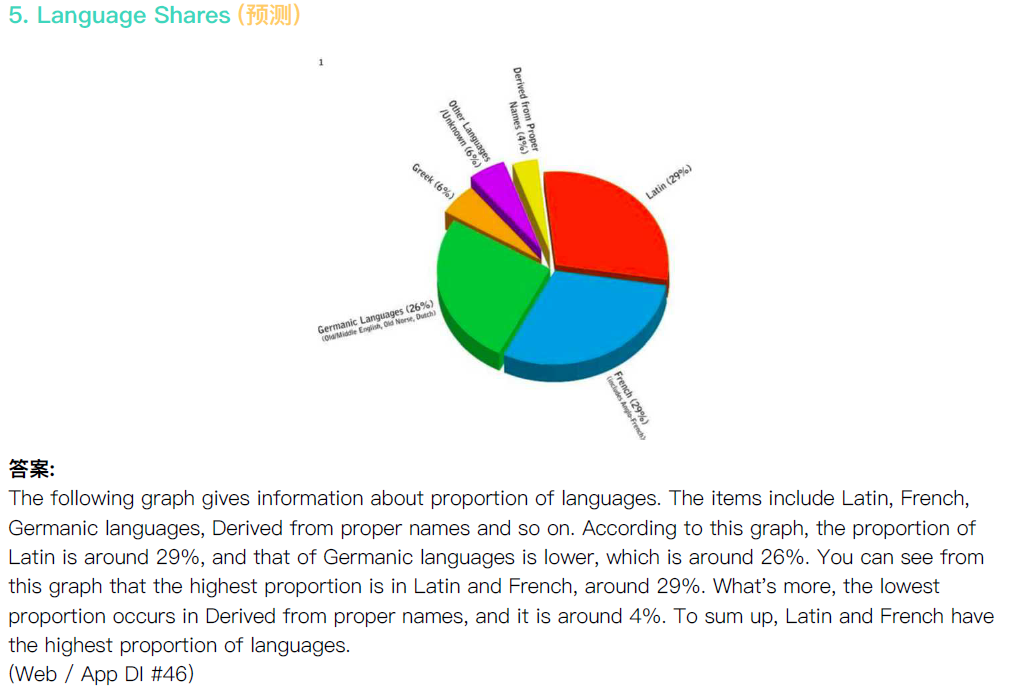 5. Language Shares (预测)
1
Derived from Proper
Names (4%)
Other Languages
/Unknown (6%)
Greek (6%)
Latin (29%)
Germanic Languages (26%)
(Old/Middle English, Old Norse, Dutch)
French (29%)
(includes Anglo-French)
答案:
The following graph gives information about proportion of languages. The items include Latin, French,
Germanic languages, Derived from proper names and so on. According to this graph, the proportion of
Latin is around 29%, and that of Germanic languages is lower, which is around 26%. You can see from
this graph that the highest proportion is in Latin and French, around 29%. What's more, the lowest
proportion occurs in Derived from proper names, and it is around 4%. To sum up, Latin and French have
the highest proportion of languages.
(Web / App DI #46)